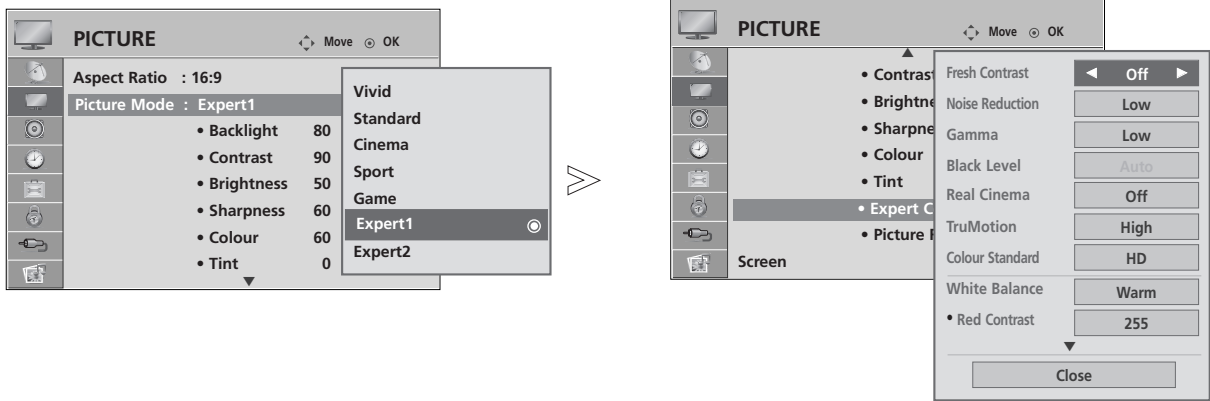 PICTURE
Move OK
Aspect Ratio : 16:9
Picture Mode : Expert1
• Backlight 80
• Contrast 90
• Brightness 50
• Sharpness 60
• Colour 60
• Tint 0
Vivid
Standard
Cinema
Sport
Game
Expert1
Expert2
PICTURE
Move OK
• Contrast
• Brightne
• Sharpne
• Colour
• Tint
• Expert C
• Picture R
Screen
Fresh Contrast Off
Noise Reduction Low
Gamma Low
Black Level Auto
Real Cinema Off
TruMotion High
Colour Standard HD
White Balance Warm
• Red Contrast 255
Close